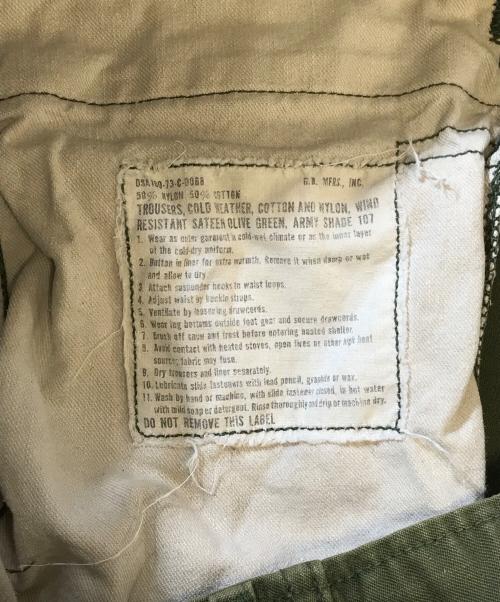 DSA100-73-C-0088 G.B. MFRS., INC.
50% NYLON 50% COTTON
TROUSERS, COLD WEATHER, COTTON AND NYLON, WIND
RESISTANT SATEEN OLIVE GREEN, ARMY SHADE 107
1. Wear as outer garment in cold-wet climate or as the inner layer
of the cold-dry uniform.
2. Button in liner for extra warmth. Remove it when damp or wet
and allow to dry.
3. Attach suspender hooks to waist loops.
4. Adjust waist by buckle straps.
5. Ventilate by loosening drawcords.
6. Wear leg bottoms outside foot gear and secure drawcords.
7. Brush off snow and frost before entering heated shelter.
8. Avoid contact with heated stoves, open fires or other high heat
sources; fabric may fuse.
9. Dry trousers and liner separately.
10. Lubricate slide fasteners with lead pencil, graphite or wax.
11. Wash by hand or machine, with slide fastener closed, in hot water
with mild soap or detergent. Rinse thoroughly and drip or machine dry.
DO NOT REMOVE THIS LABEL